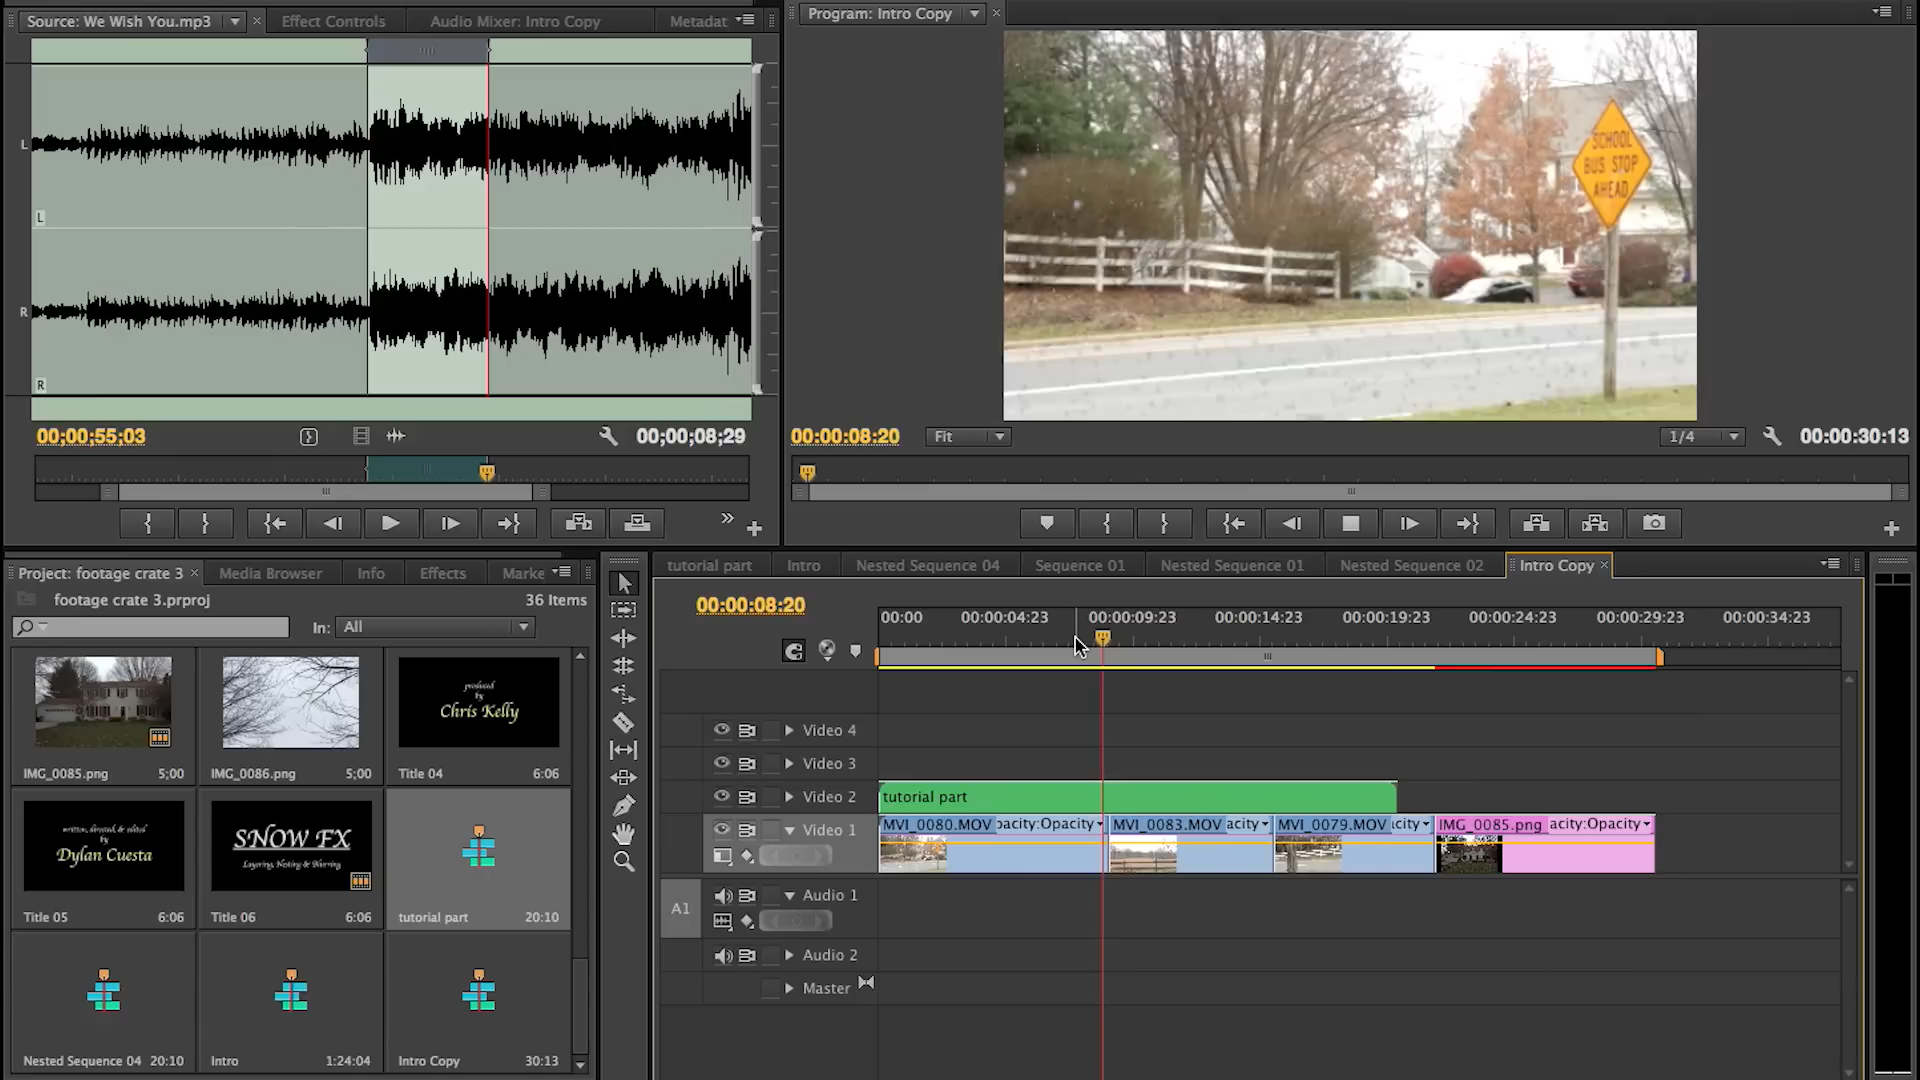 Source: We Wish You.mp3
Effect Controls
Audio Mixer: Intro Copy
Metadat
Program: Intro Copy
L
L
R
R
SCHOOL
BUS STOP
AHEAD
00;00;55;03
00;00;08;29
00:00:08:20
Fit
1/4
00:00:30:13
Project: footage crate 3
Media Browser
Info
Effects
Marke
footage crate 3.prproj
36 Items
In: All
IMG_0085.png 5;00
IMG_0086.png 5;00
produced
by
Chris Kelly
Title 04 6:06
written, directed, & edited
by
Dylan Cuesta
Title 05 6:06
SNOW FX
Layering, Nesting & Blurring
Title 06 6:06
tutorial part 20:10
Nested Sequence 04 20:10
Intro 1:24:04
Intro Copy 30:13
tutorial part
Intro
Nested Sequence 04
Sequence 01
Nested Sequence 01
Nested Sequence 02
Intro Copy
00:00:08:20
00:00
00:00:04:23
00:00:09:23
00:00:14:23
00:00:19:23
00:00:24:23
00:00:29:23
00:00:34:23
Video 4
Video 3
Video 2
tutorial part
Video 1
MVI_0080.MOV pacity:Opacity
MVI_0083.MOV acity
MVI_0079.MOV acity
IMG_0085.png acity:Opacity
A1
Audio 1
Audio 2
Master